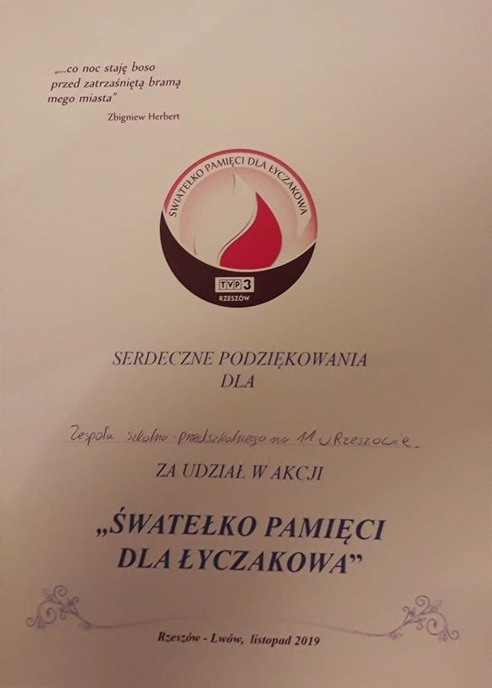 „...co noc staję boso
przed zatrzaśniętą bramą
mego miasta”
Zbigniew Herbert
ŚWIATEŁKO PAMIĘCI DLA ŁYCZAKOWA
TVP3
RZESZÓW
SERDECZNE PODZIĘKOWANIA
DLA
Zespołu szkolno-przedszkolnego nr 11 w Rzeszowie
ZA UDZIAŁ W AKCJI
„ŚWATEŁKO PAMIĘCI
DLA ŁYCZAKOWA”
Rzeszów - Lwów, listopad 2019